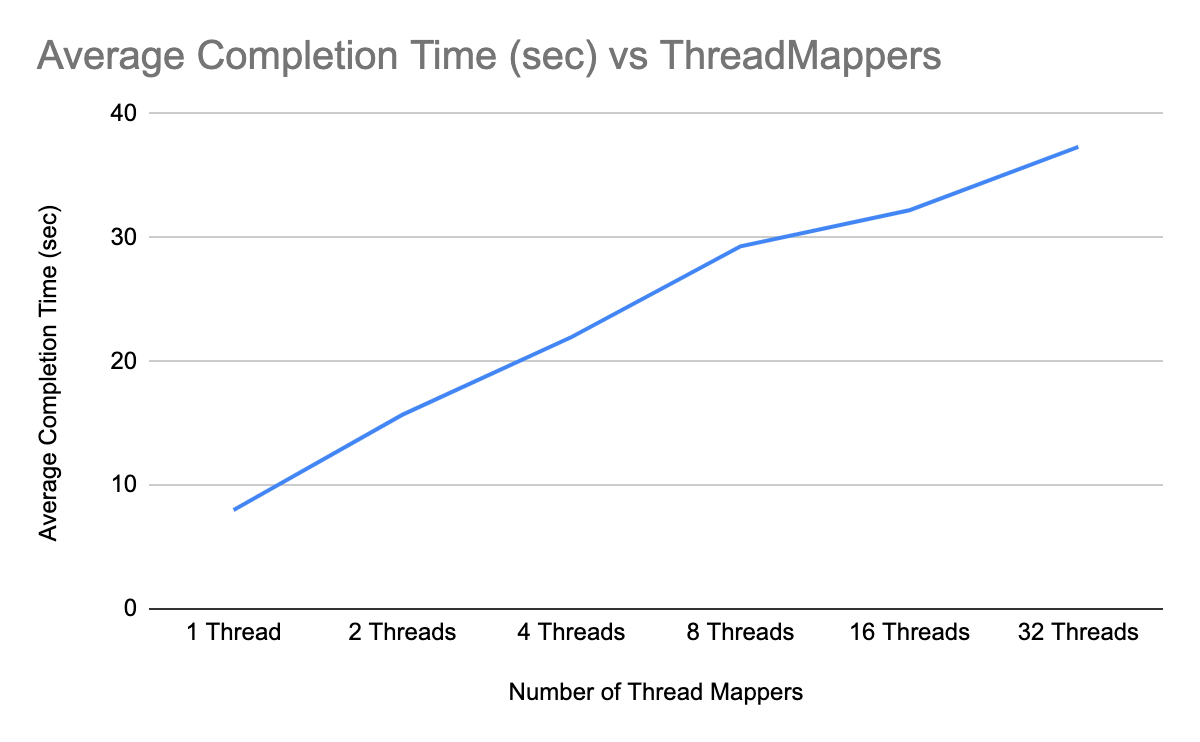 Average Completion Time (sec) vs ThreadMappers
Average Completion Time (sec)
40
30
20
10
0
1 Thread 2 Threads 4 Threads 8 Threads 16 Threads 32 Threads
Number of Thread Mappers